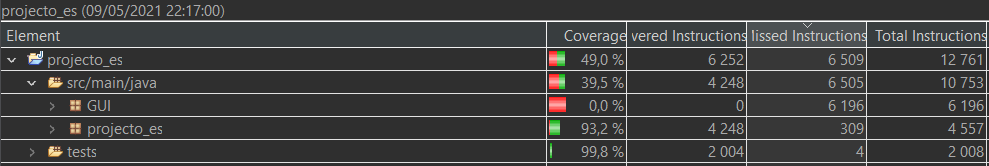 projecto_es (09/05/2021 22:17:00)
Element Coverage vered Instructions lissed Instructions Total Instructions
projecto_es 49,0 % 6 252 6 509 12 761
src/main/java 39,5 % 4 248 6 505 10 753
GUI 0,0 % 0 6 196 6 196
projecto_es 93,2 % 4 248 309 4 557
tests 99,8 % 2 004 4 2 008